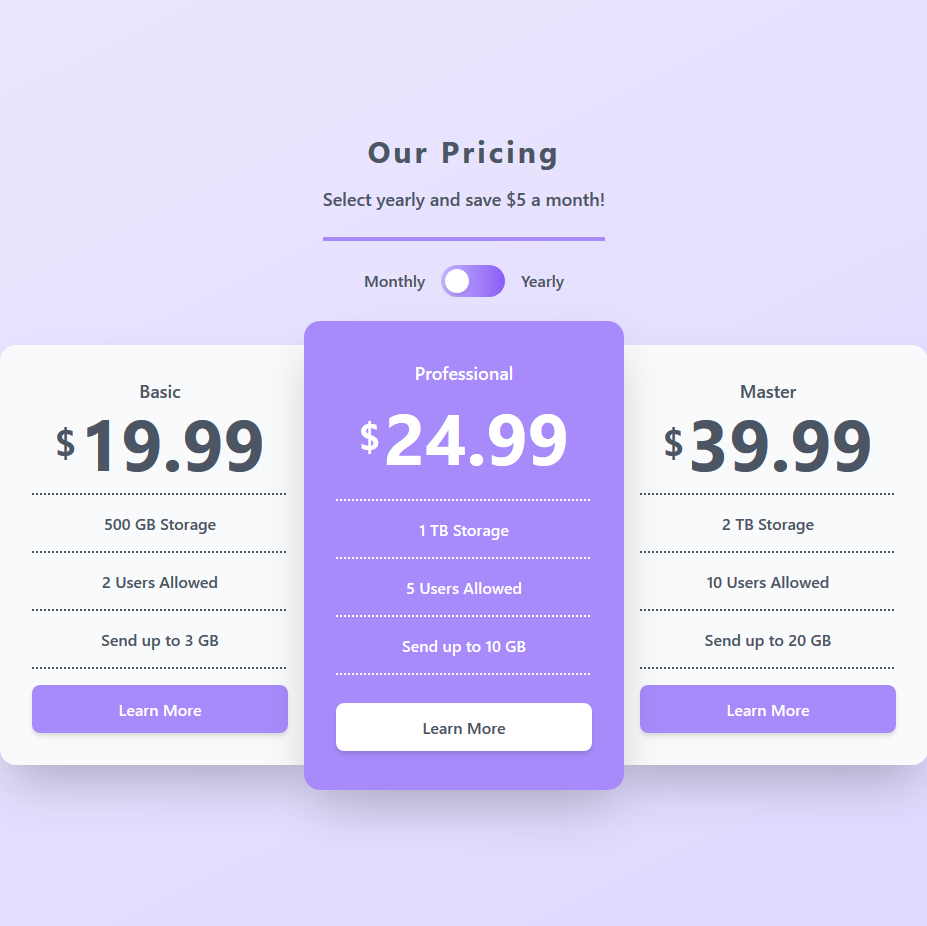 Our Pricing
Select yearly and save $5 a month!
Monthly
Yearly
Basic
$19.99
500 GB Storage
2 Users Allowed
Send up to 3 GB
Learn More
Professional
$24.99
1 TB Storage
5 Users Allowed
Send up to 10 GB
Learn More
Master
$39.99
2 TB Storage
10 Users Allowed
Send up to 20 GB
Learn More